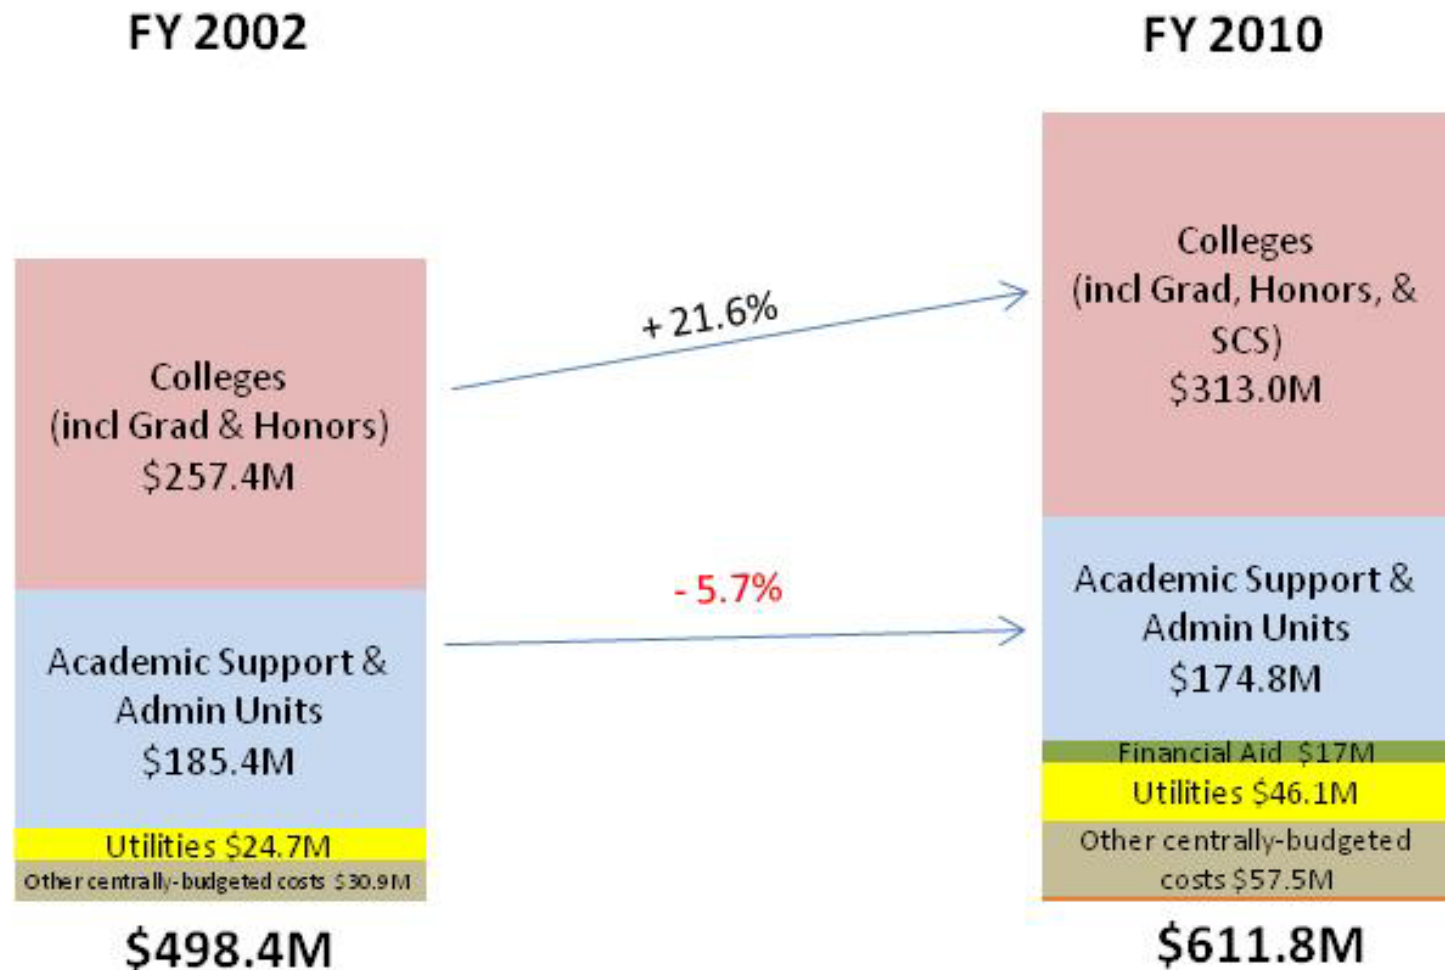 FY 2002
FY 2010
Colleges
(incl Grad & Honors)
$257.4M
Academic Support &
Admin Units
$185.4M
Utilities $24.7M
Other centrally-budgeted costs $30.9M
$498.4M
+ 21.6%
- 5.7%
Colleges
(incl Grad, Honors, &
SCS)
$313.0M
Academic Support &
Admin Units
$174.8M
Financial Aid $17M
Utilities $46.1M
Other centrally-budgeted
costs $57.5M
$611.8M